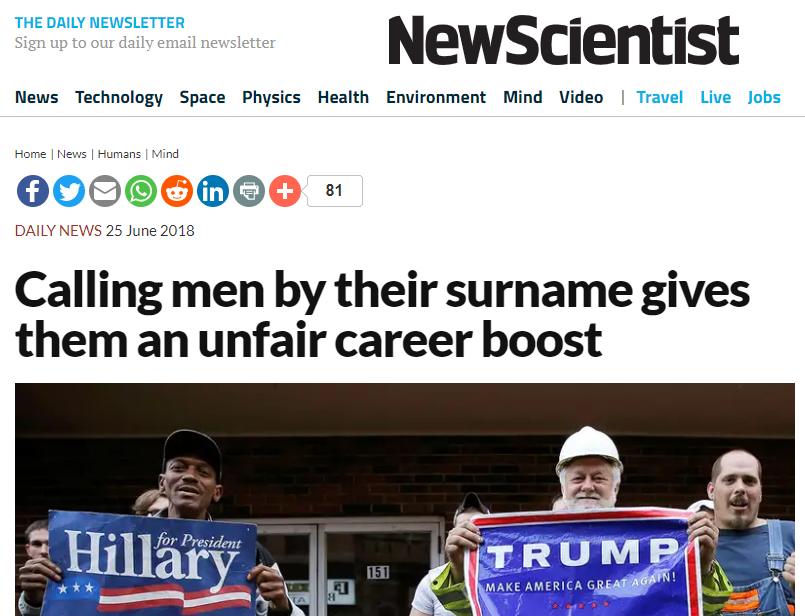 THE DAILY NEWSLETTER
Sign up to our daily email newsletter
NewScientist
News Technology Space Physics Health Environment Mind Video | Travel Live Jobs
Home | News | Humans | Mind
81
DAILY NEWS 25 June 2018
Calling men by their surname gives
them an unfair career boost
Hillary
for President
151
TRUMP
MAKE AMERICA GREAT AGAIN!